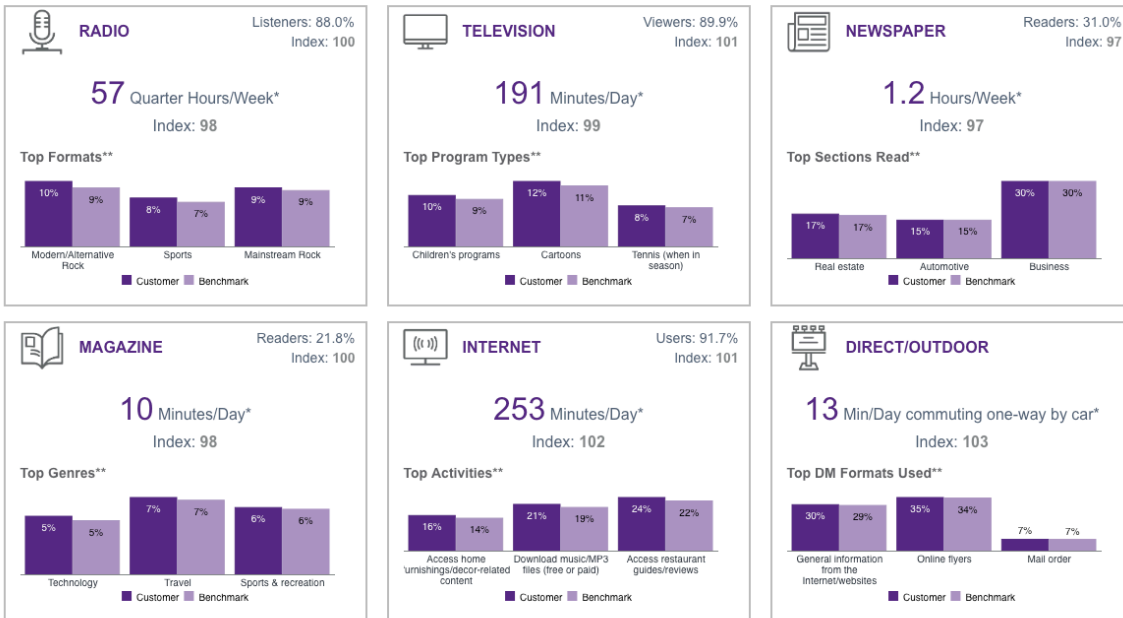 RADIO
Listeners: 88.0%
Index: 100
57 Quarter Hours/Week*
Index: 98
Top Formats**
10%
9%
8%
7%
9%
9%
Modern/Alternative
Rock
Sports
Mainstream Rock
Customer
Benchmark
TELEVISION
Viewers: 89.9%
Index: 101
191 Minutes/Day*
Index: 99
Top Program Types**
10%
9%
12%
11%
8%
7%
Children's programs
Cartoons
Tennis (when in
season)
Customer
Benchmark
NEWSPAPER
Readers: 31.0%
Index: 97
1.2 Hours/Week*
Index: 97
Top Sections Read**
17%
17%
15%
15%
30%
30%
Real estate
Automotive
Business
Customer
Benchmark
MAGAZINE
Readers: 21.8%
Index: 100
10 Minutes/Day*
Index: 98
Top Genres**
5%
5%
7%
7%
6%
6%
Technology
Travel
Sports & recreation
Customer
Benchmark
INTERNET
Users: 91.7%
Index: 101
253 Minutes/Day*
Index: 102
Top Activities**
16%
14%
21%
19%
24%
22%
Access home
'urnishings/decor-related
content
Download music/MP3
files (free or paid)
Access restaurant
guides/reviews
Customer
Benchmark
DIRECT/OUTDOOR
13 Min/Day commuting one-way by car*
Index: 103
Top DM Formats Used**
30%
29%
35%
34%
7%
7%
General information
from the
Internet/websites
Online flyers
Mail order
Customer
Benchmark